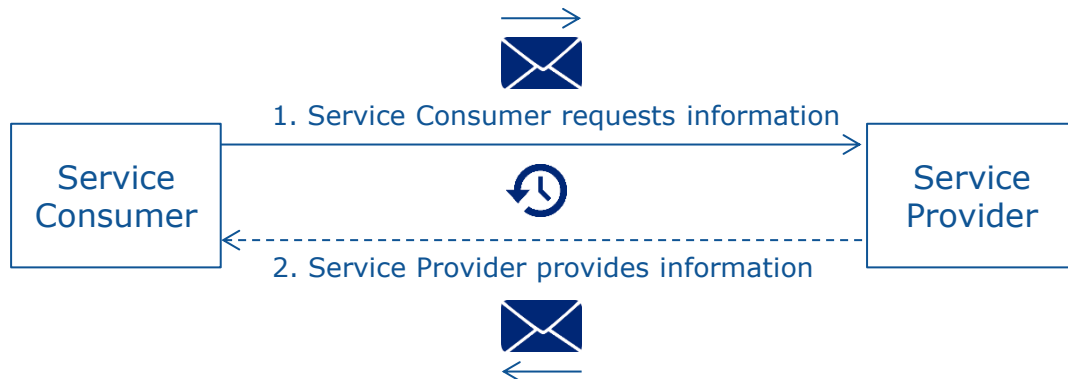 1. Service Consumer requests information
Service
Consumer
Service
Provider
2. Service Provider provides information